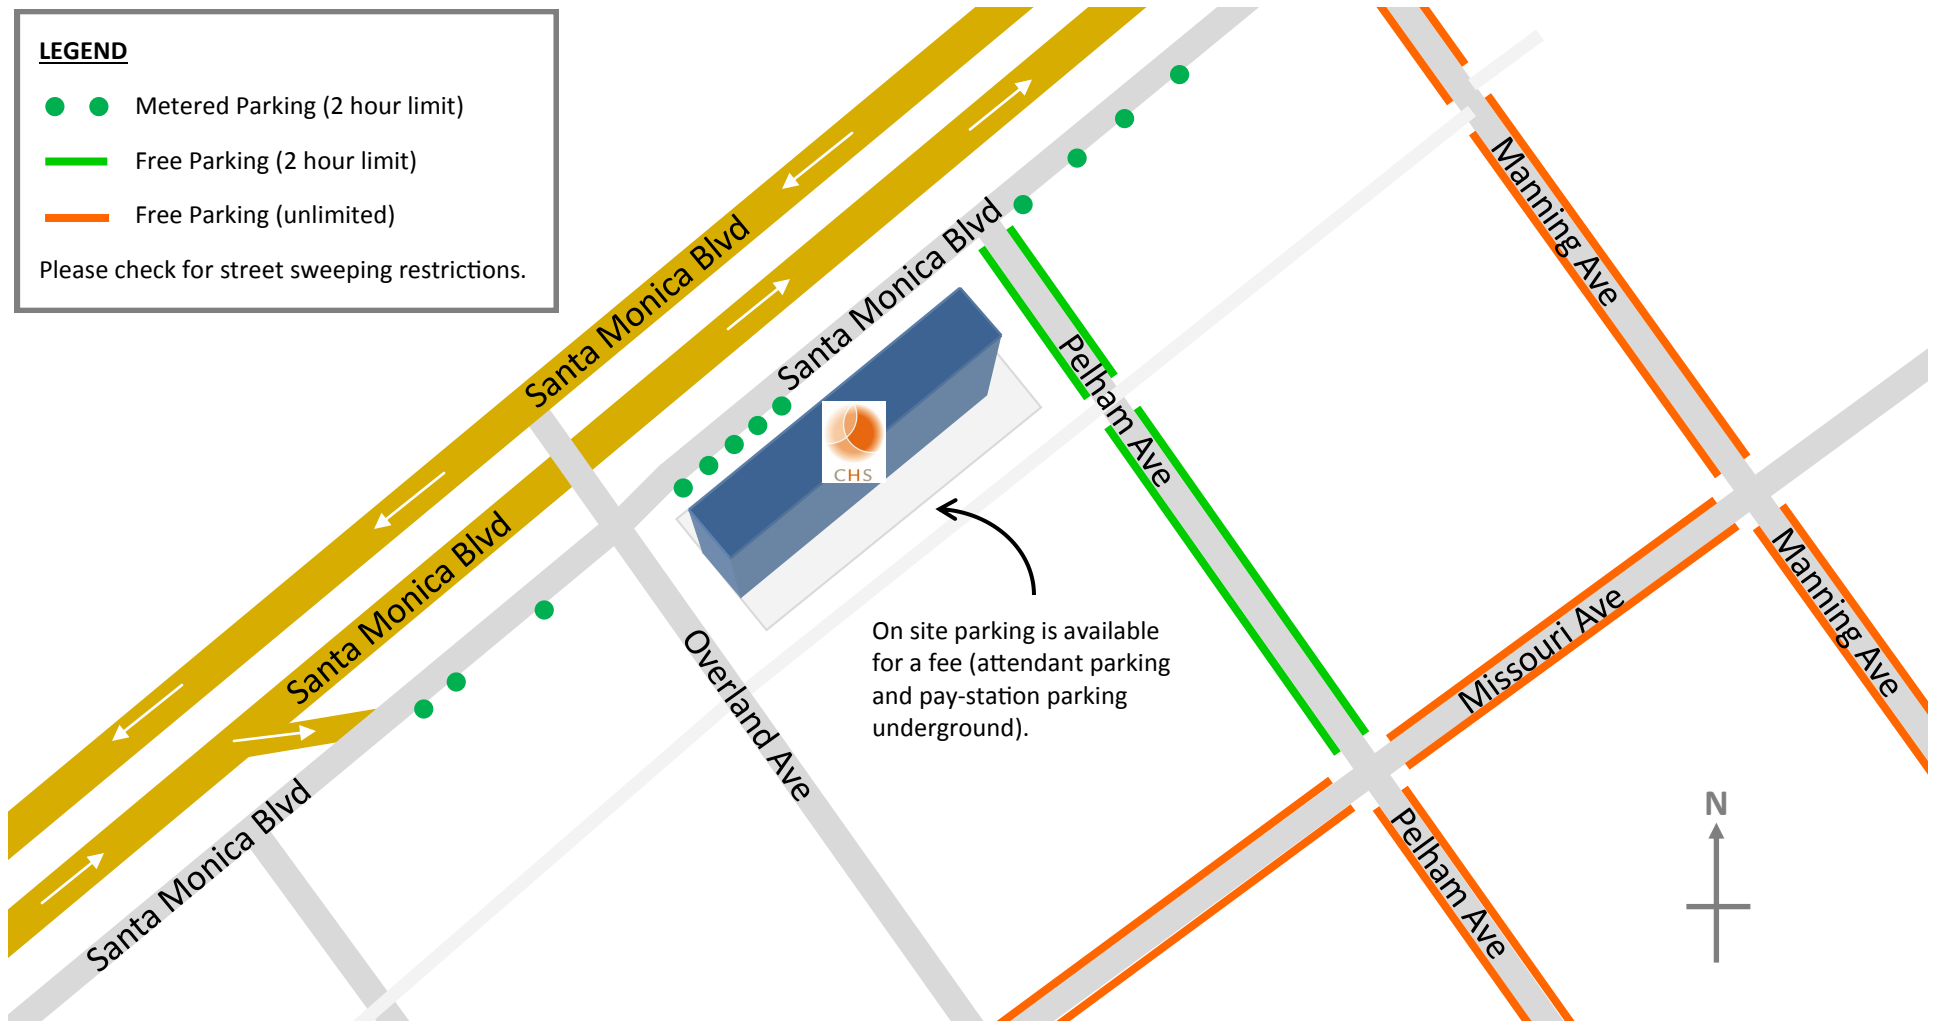 LEGEND
Metered Parking (2 hour limit)
Free Parking (2 hour limit)
Free Parking (unlimited)
Please check for street sweeping restrictions.
Santa Monica Blvd
Santa Monica Blvd
Santa Monica Blvd
Santa Monica Blvd
Manning Ave
Pelham Ave
CHS
Overland Ave
On site parking is available
for a fee (attendant parking
and pay-station parking
underground).
Missouri Ave
Manning Ave
Pelham Ave
N